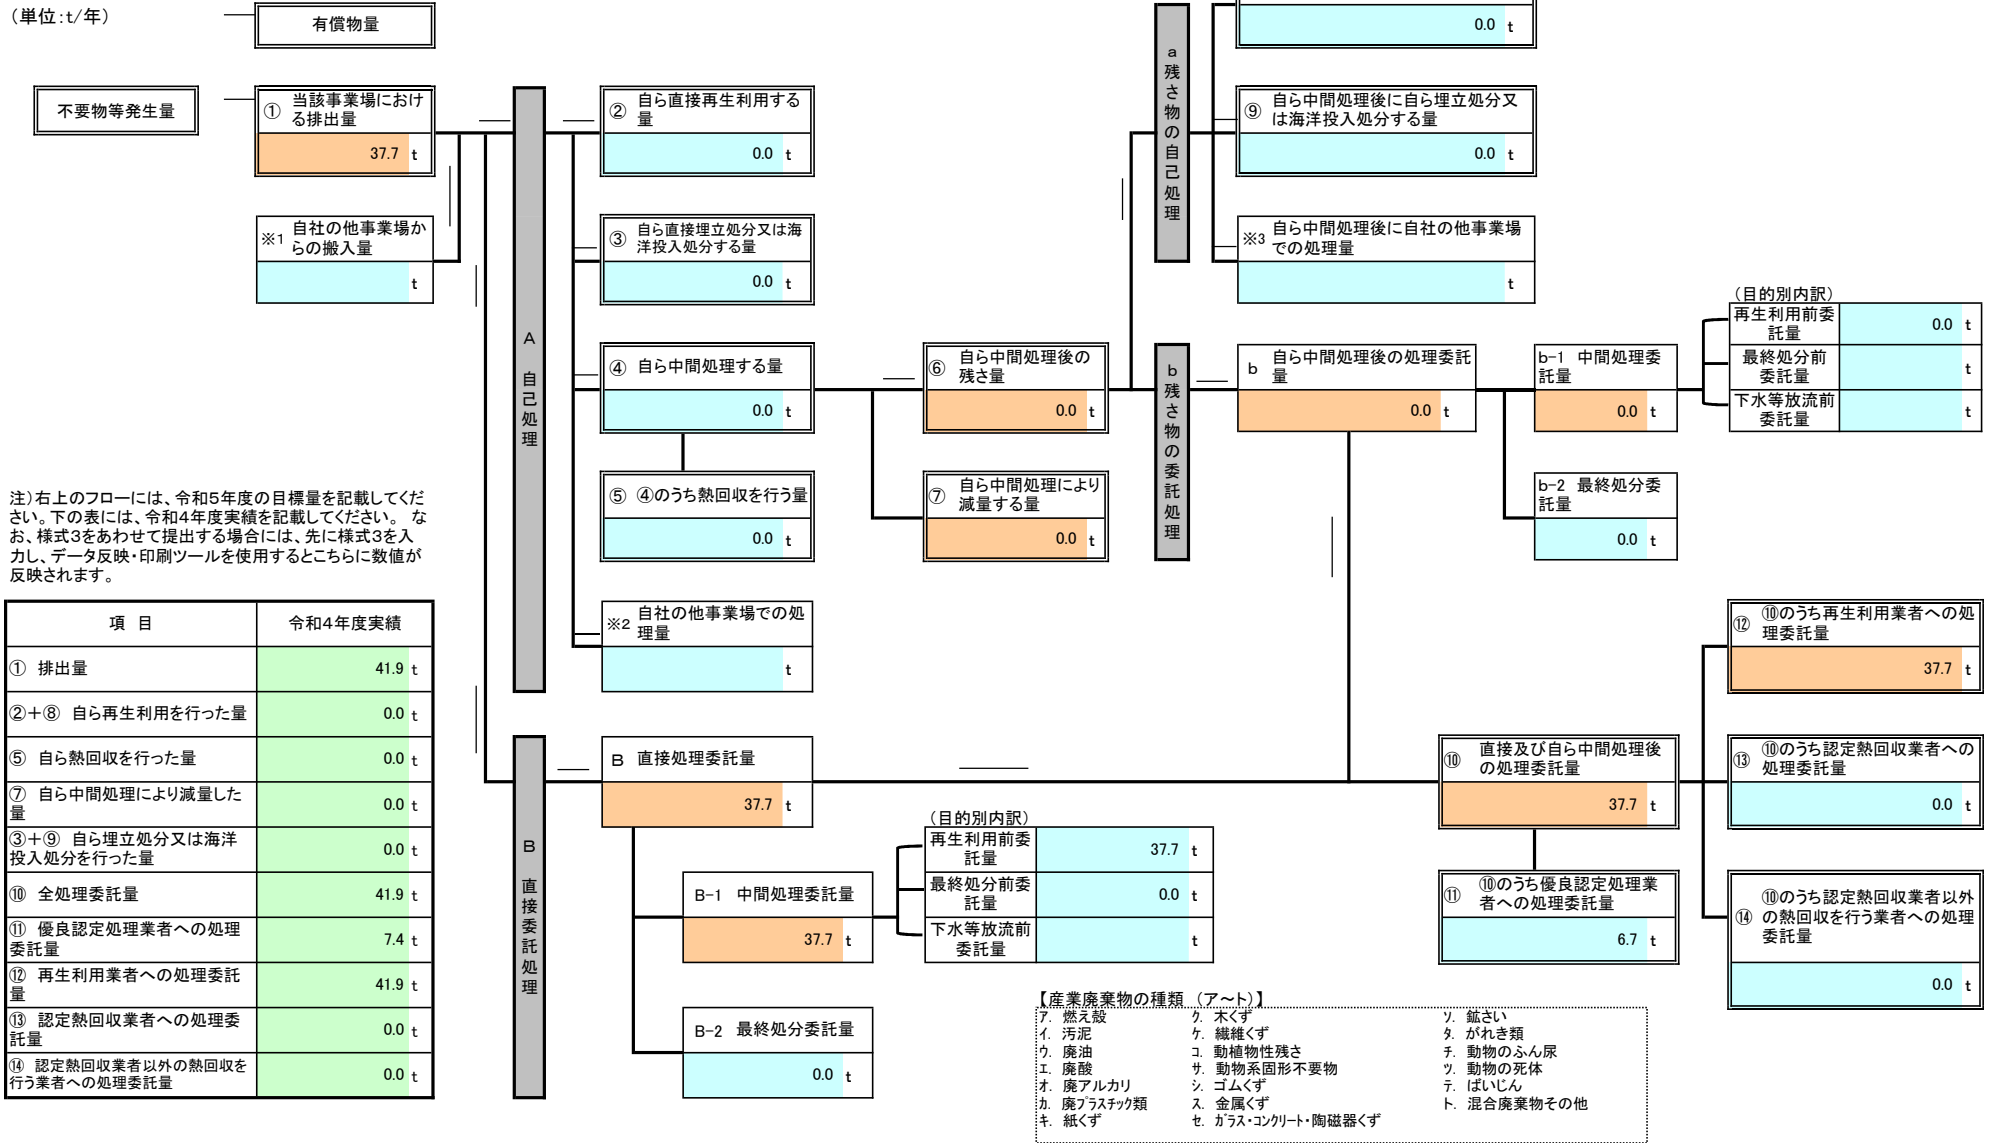 （単位:t/年）
有償物量
不要物等発生量
① 当該事業場におけ
る排出量
37.7 t
※1 自社の他事業場か
らの搬入量
t
A 自己処理
② 自ら直接再生利用する
量
0.0 t
③ 自ら直接埋立処分又は海
洋投入処分する量
0.0 t
④ 自ら中間処理する量
0.0 t
⑤ ④のうち熱回収を行う量
0.0 t
※2 自社の他事業場での処
理量
t
⑥ 自ら中間処理後の
残さ量
0.0 t
⑦ 自ら中間処理により
減量する量
0.0 t
a 残さ物の自己処理
0.0 t
⑨ 自ら中間処理後に自ら埋立処分又
は海洋投入処分する量
0.0 t
※3 自ら中間処理後に自社の他事業場
での処理量
t
b 残さ物の委託処理
b 自ら中間処理後の処理委託
量
0.0 t
b-1 中間処理委
託量
0.0 t
b-2 最終処分委
託量
0.0 t
（目的別内訳）
再生利用前委
託量
0.0 t
最終処分前
委託量
t
下水等放流前
委託量
t
注）右上のフローには、令和5年度の目標量を記載してくだ
さい。下の表には、令和4年度実績を記載してください。 な
お、様式3をあわせて提出する場合には、先に様式3を入
力し、データ反映・印刷ツールを使用するとこちらに数値が
反映されます。
項 目 令和4年度実績
① 排出量 41.9 t
②＋⑧ 自ら再生利用を行った量 0.0 t
⑤ 自ら熱回収を行った量 0.0 t
⑦ 自ら中間処理により減量した
量 0.0 t
③＋⑨ 自ら埋立処分又は海洋
投入処分を行った量 0.0 t
⑩ 全処理委託量 41.9 t
⑪ 優良認定処理業者への処理
委託量 7.4 t
⑫ 再生利用業者への処理委託
量 41.9 t
⑬ 認定熱回収業者への処理委
託量 0.0 t
⑭ 認定熱回収業者以外の熱回収を
行う業者への処理委託量 0.0 t
B 直接委託処理
B 直接処理委託量
37.7 t
B-1 中間処理委託量
37.7 t
B-2 最終処分委託量
0.0 t
（目的別内訳）
再生利用前委
託量
37.7 t
最終処分前委
託量
0.0 t
下水等放流前
委託量
t
⑩ 直接及び自ら中間処理後
の処理委託量
37.7 t
⑪ ⑩のうち優良認定処理業
者への処理委託量
6.7 t
⑫ ⑩のうち再生利用業者への処
理委託量
37.7 t
⑬ ⑩のうち認定熱回収業者への
処理委託量
0.0 t
⑭ ⑩のうち認定熱回収業者以外
の熱回収を行う業者への処理
委託量
0.0 t
【産業廃棄物の種類 （ア～ト）】
ア. 燃え殻
イ. 汚泥
ウ. 廃油
エ. 廃酸
オ. 廃アルカリ
カ. 廃プラスチック類
キ. 紙くず
ク. 木くず
ケ. 繊維くず
コ. 動植物性残さ
サ. 動物系固形不要物
シ. ゴムくず
ス. 金属くず
セ. ガラス・コンクリート・陶磁器くず
ソ. 鉱さい
タ. がれき類
チ. 動物のふん尿
ツ. 動物の死体
テ. ばいじん
ト. 混合廃棄物その他